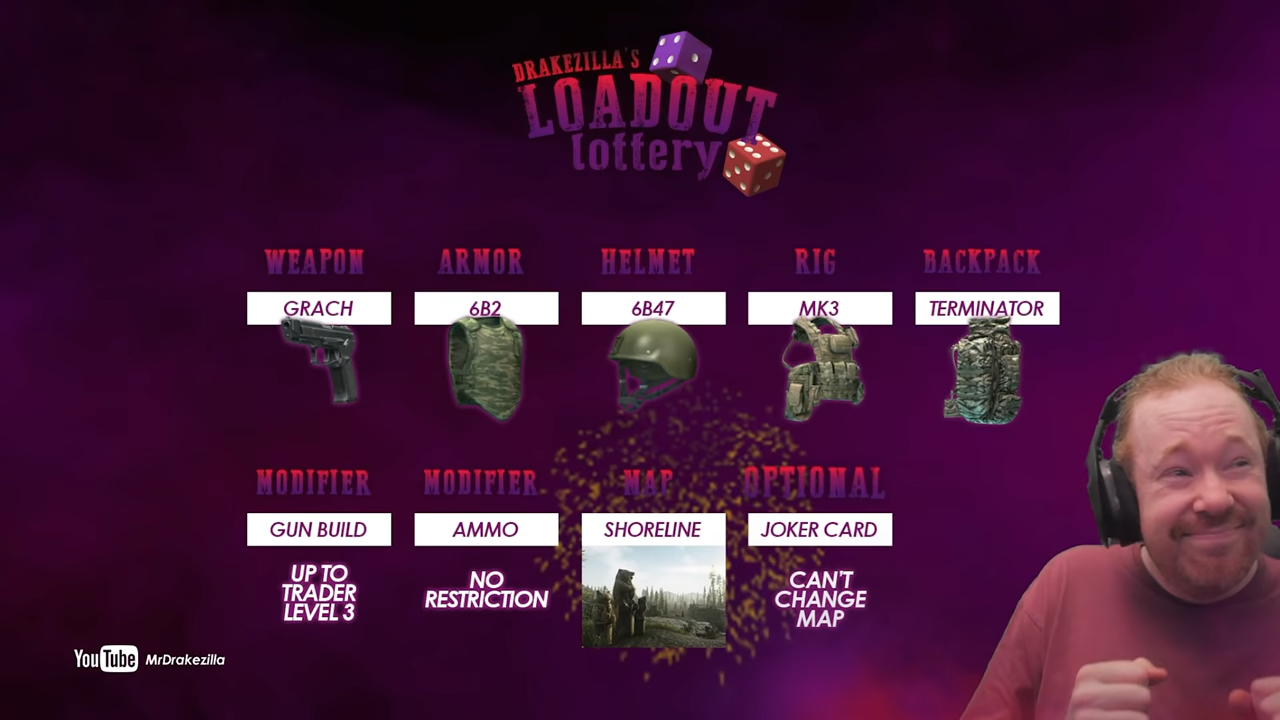 DRAKEZILLA'S
LOADOUT
lottery
WEAPON ARMOR HELMET RIG BACKPACK
GRACH 6B2 6B47 MK3 TERMINATOR
MODIFIER MODIFIER MAP OPTIONAL
GUN BUILD AMMO SHORELINE JOKER CARD
UP TO
TRADER
LEVEL 3
NO
RESTRICTION
CAN'T
CHANGE
MAP
YouTube MrDrakezilla